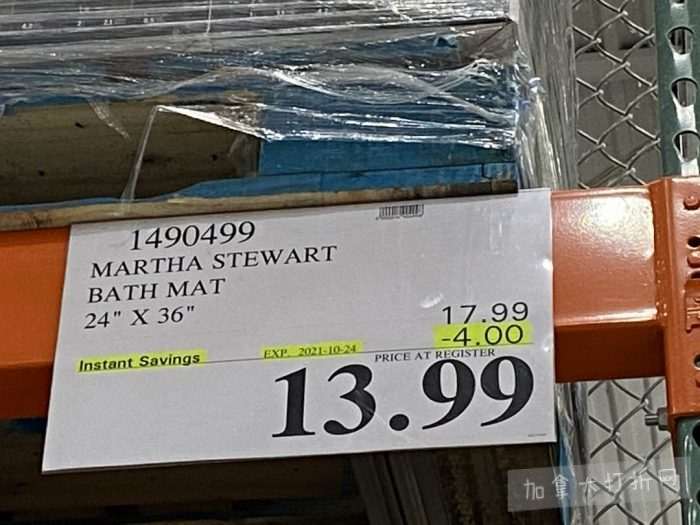 1490499
MARTHA STEWART
BATH MAT
24" X 36"
17.99
-4.00
Instant Savings
EXP. 2021-10-24
PRICE AT REGISTER
13.99
加拿大打折网